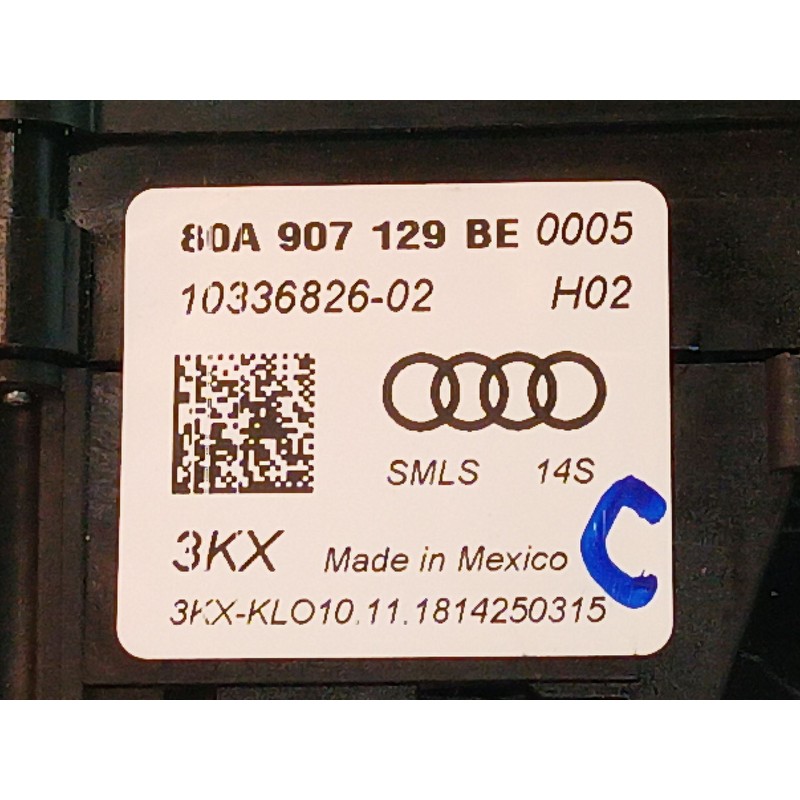 80A 907 129 BE 0005
10336826-02 H02
SMLS 14S
3KX Made in Mexico C
3KX-KLO10.11.1814250315